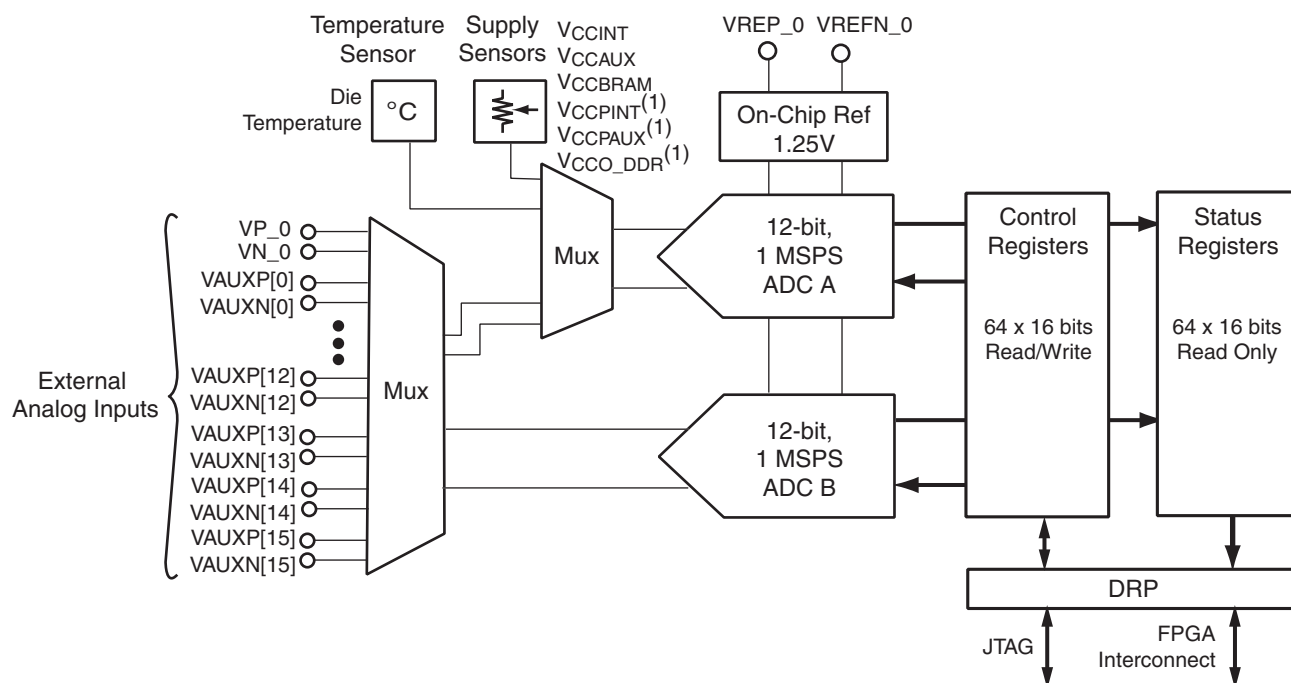 Temperature
Sensor
Supply
Sensors
VCCINT
VCCAUX
VCCBRAM
VCCPINT(1)
VCCPAUX(1)
VCCO_DDR(1)
VREP_0
VREFN_0
Die
Temperature
°C
On-Chip Ref
1.25V
External
Analog Inputs
VP_0
VN_0
VAUXP[0]
VAUXN[0]
VAUXP[12]
VAUXN[12]
VAUXP[13]
VAUXN[13]
VAUXP[14]
VAUXN[14]
VAUXP[15]
VAUXN[15]
Mux
Mux
12-bit,
1 MSPS
ADC A
12-bit,
1 MSPS
ADC B
Control
Registers
64 x 16 bits
Read/Write
Status
Registers
64 x 16 bits
Read Only
DRP
JTAG
FPGA
Interconnect